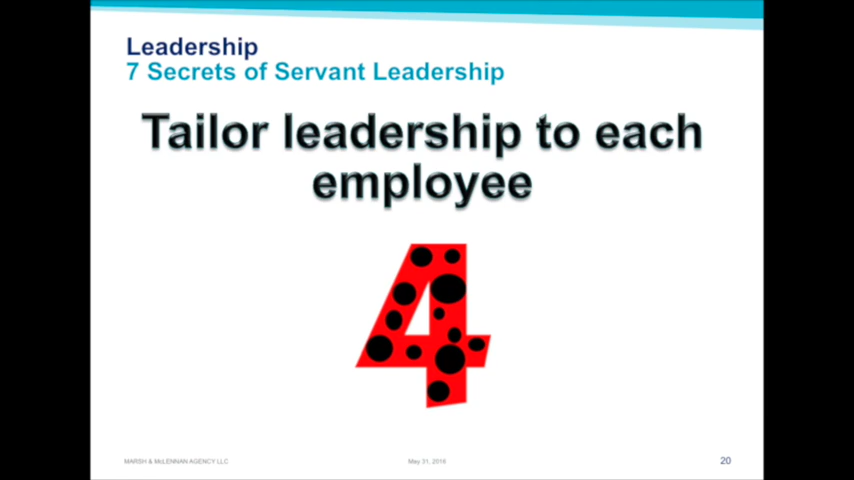 Leadership
7 Secrets of Servant Leadership
Tailor leadership to each
employee
4
MARSH & McLENNAN AGENCY LLC
May 31, 2016
20